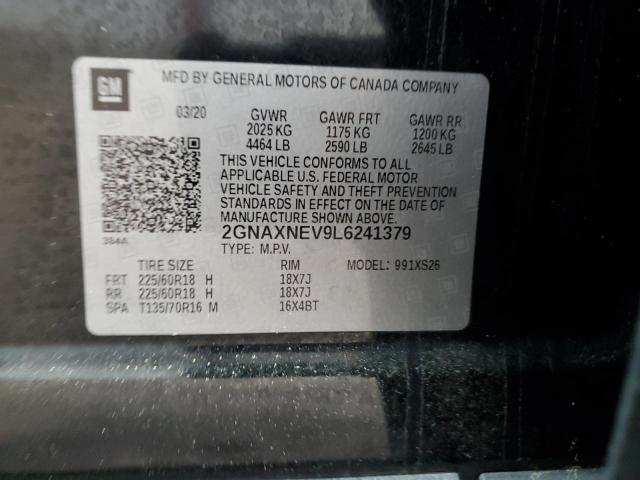 GM
MFD BY GENERAL MOTORS OF CANADA COMPANY
03/20 GVWR GAWR FRT GAWR RR
2025 KG 1175 KG 1200 KG
4464 LB 2590 LB 2645 LB
THIS VEHICLE CONFORMS TO ALL
APPLICABLE U.S. FEDERAL MOTOR
VEHICLE SAFETY AND THEFT PREVENTION
STANDARDS IN EFFECT ON THE DATE OF
MANUFACTURE SHOWN ABOVE.
384A 2GNAXNEV9L6241379
TYPE: M.P.V.
TIRE SIZE RIM MODEL: 991XS26
FRT 225/60R18 H 18X7J
RR 225/60R18 H 18X7J
SPA T135/70R16 M 16X4BT